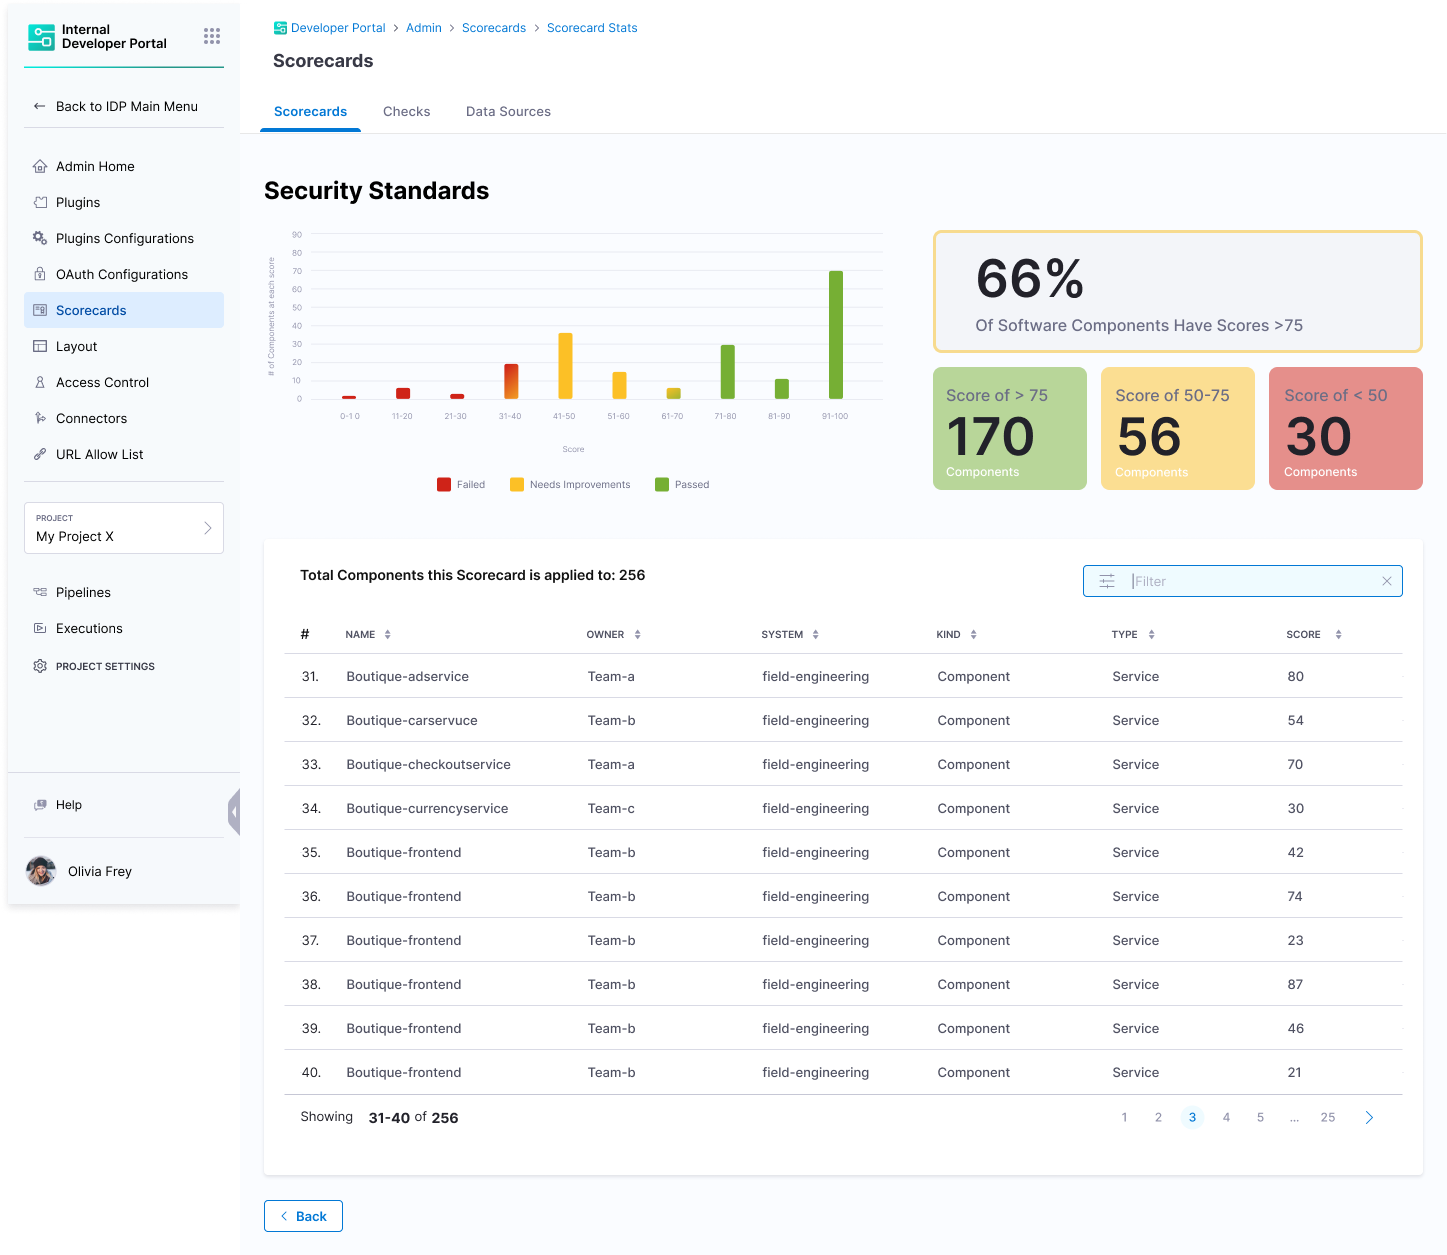 Internal
Developer Portal
Back to IDP Main Menu
Admin Home
Plugins
Plugins Configurations
OAuth Configurations
Scorecards
Layout
Access Control
Connectors
URL Allow List
PROJECT
My Project X
Pipelines
Executions
PROJECT SETTINGS
Help
Olivia Frey
Developer Portal > Admin > Scorecards > Scorecard Stats
Scorecards
Scorecards Checks Data Sources
Security Standards
# of Components at each score
90
80
70
60
50
40
30
20
10
0
0-1 0 11-20 21-30 31-40 41-50 51-60 61-70 71-80 81-90 91-100
Score
Failed Needs Improvements Passed
66%
Of Software Components Have Scores >75
Score of > 75
170
Components
Score of 50-75
56
Components
Score of < 50
30
Components
Total Components this Scorecard is applied to: 256
Filter
# NAME OWNER SYSTEM KIND TYPE SCORE
31. Boutique-adservice Team-a field-engineering Component Service 80
32. Boutique-carservuce Team-b field-engineering Component Service 54
33. Boutique-checkoutservice Team-a field-engineering Component Service 70
34. Boutique-currencyservice Team-c field-engineering Component Service 30
35. Boutique-frontend Team-b field-engineering Component Service 42
36. Boutique-frontend Team-b field-engineering Component Service 74
37. Boutique-frontend Team-b field-engineering Component Service 23
38. Boutique-frontend Team-b field-engineering Component Service 87
39. Boutique-frontend Team-b field-engineering Component Service 46
40. Boutique-frontend Team-b field-engineering Component Service 21
Showing 31-40 of 256
1 2 3 4 5 ... 25
Back